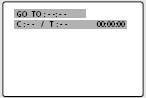 GO TO:--:--
C:-- / T:-- 00:00:00